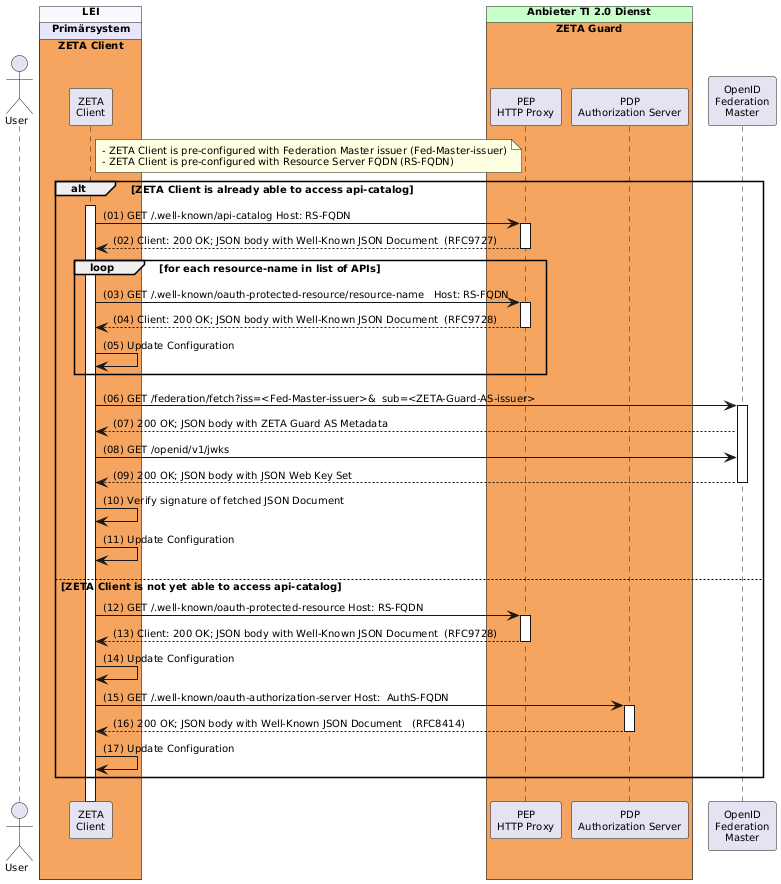 LEI
Anbieter TI 2.0 Dienst
Primärsystem
ZETA Guard
ZETA Client
User
ZETA
Client
PEP
HTTP Proxy
PDP
Authorization Server
OpenID
Federation
Master
- ZETA Client is pre-configured with Federation Master issuer (Fed-Master-issuer)
- ZETA Client is pre-configured with Resource Server FQDN (RS-FQDN)
alt [ZETA Client is already able to access api-catalog]
(01) GET /.well-known/api-catalog Host: RS-FQDN
(02) Client: 200 OK; JSON body with Well-Known JSON Document (RFC9727)
loop [for each resource-name in list of APIs]
(03) GET /.well-known/oauth-protected-resource/resource-name Host: RS-FQDN
(04) Client: 200 OK; JSON body with Well-Known JSON Document (RFC9728)
(05) Update Configuration
(06) GET /federation/fetch?iss=<Fed-Master-issuer>& sub=<ZETA-Guard-AS-issuer>
(07) 200 OK; JSON body with ZETA Guard AS Metadata
(08) GET /openid/v1/jwks
(09) 200 OK; JSON body with JSON Web Key Set
(10) Verify signature of fetched JSON Document
(11) Update Configuration
[ZETA Client is not yet able to access api-catalog]
(12) GET /.well-known/oauth-protected-resource Host: RS-FQDN
(13) Client: 200 OK; JSON body with Well-Known JSON Document (RFC9728)
(14) Update Configuration
(15) GET /.well-known/oauth-authorization-server Host: AuthS-FQDN
(16) 200 OK; JSON body with Well-Known JSON Document (RFC8414)
(17) Update Configuration
User
ZETA
Client
PEP
HTTP Proxy
PDP
Authorization Server
OpenID
Federation
Master